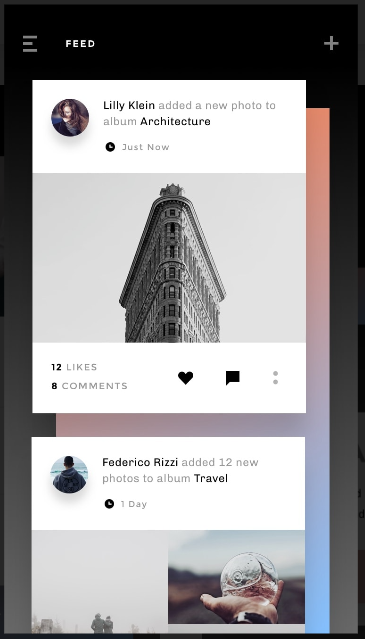 FEED
Lilly Klein added a new photo to
album Architecture
Just Now
12 LIKES
8 COMMENTS
Federico Rizzi added 12 new
photos to album Travel
1 Day